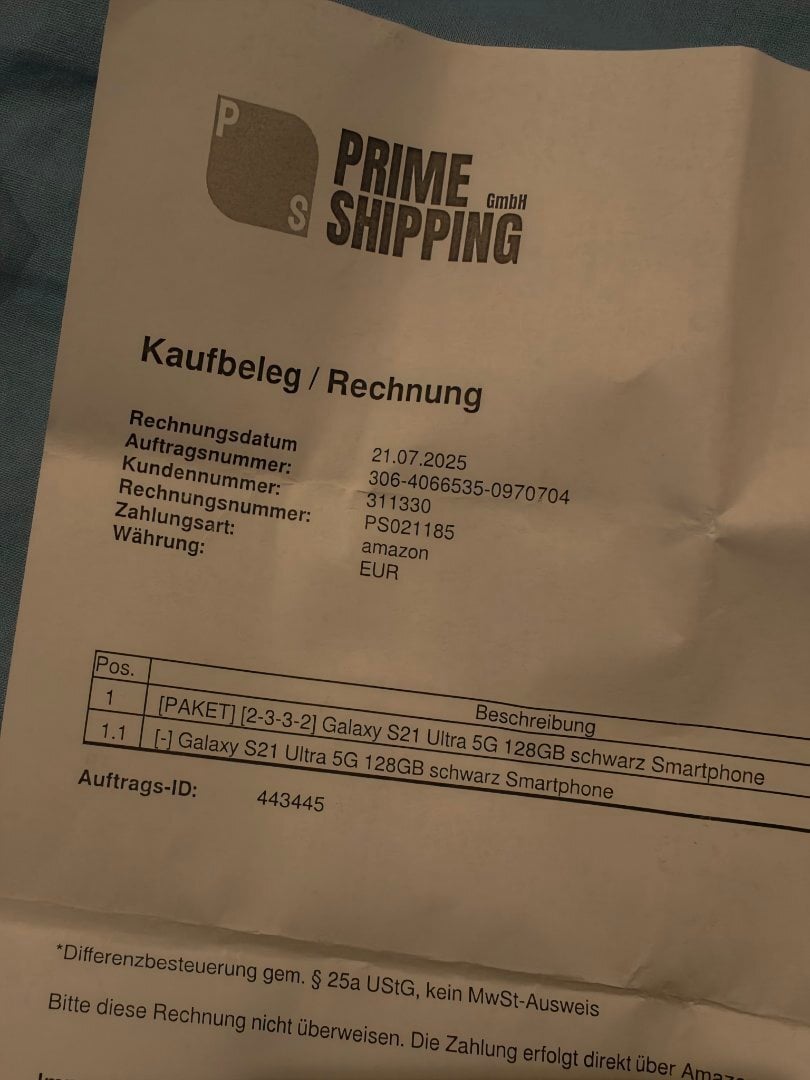 P
S
PRIME
SHIPPING GmbH
Kaufbeleg / Rechnung
Rechnungsdatum 21.07.2025
Auftragsnummer: 306-4066535-0970704
Kundennummer: 311330
Rechnungsnummer: PS021185
Zahlungsart: amazon
Währung: EUR
Pos. Beschreibung
1 [PAKET] [2-3-3-2] Galaxy S21 Ultra 5G 128GB schwarz Smartphone
1.1 [-] Galaxy S21 Ultra 5G 128GB schwarz Smartphone
Auftrags-ID: 443445
*Differenzbesteuerung gem. § 25a UStG, kein MwSt-Ausweis
Bitte diese Rechnung nicht überweisen. Die Zahlung erfolgt direkt über